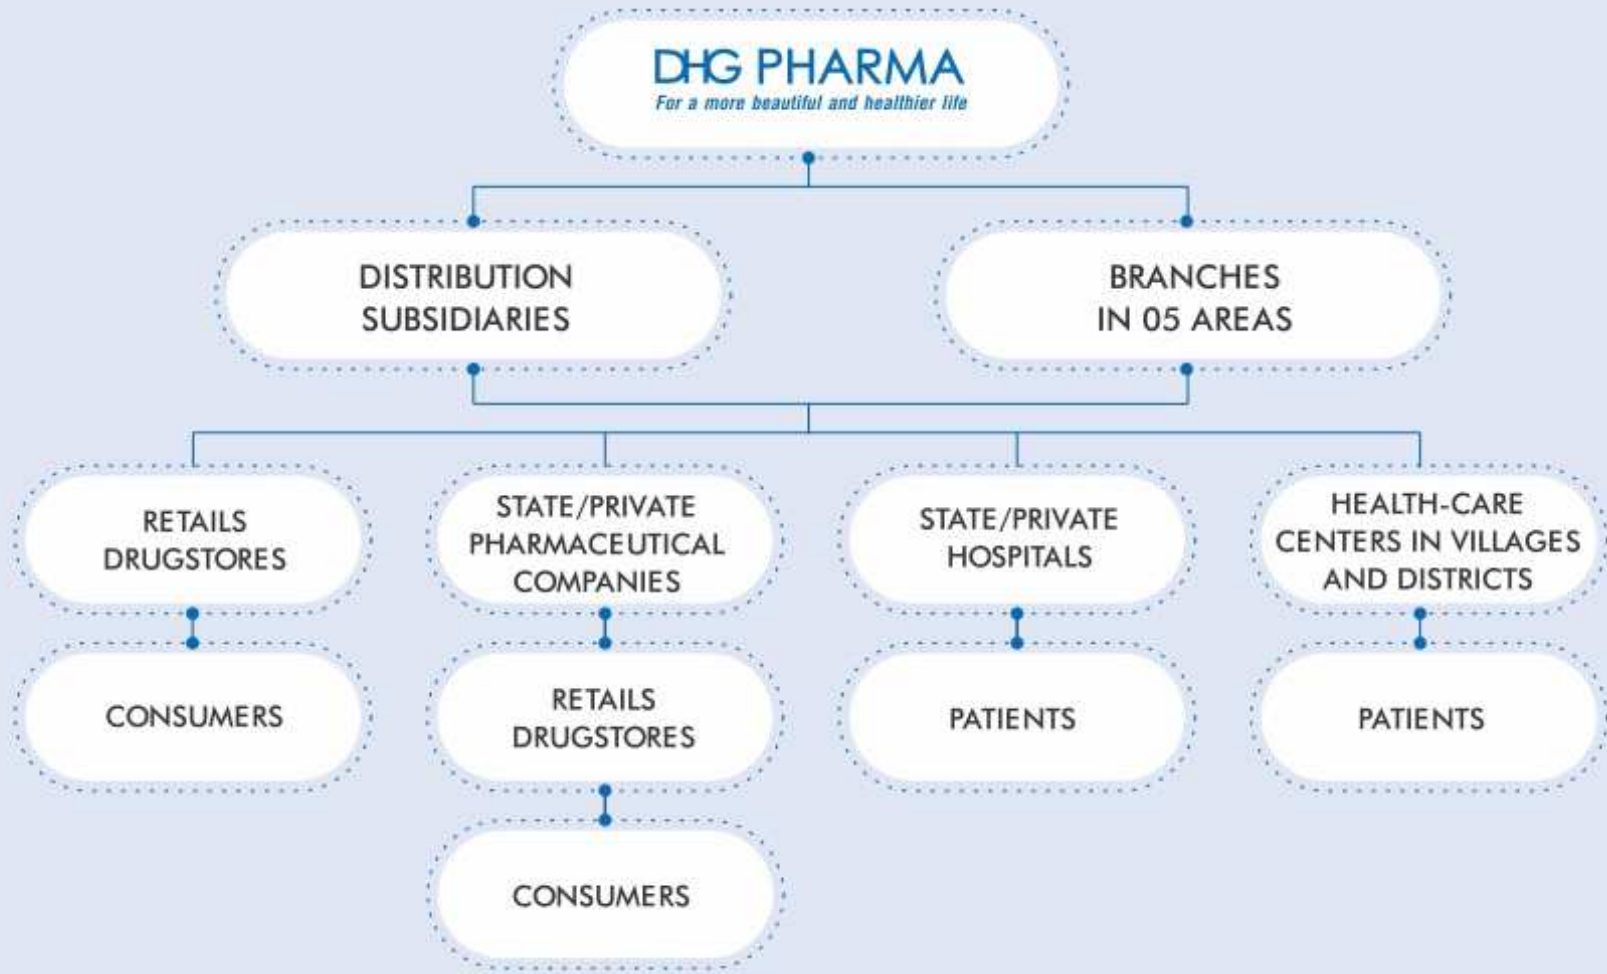 DHG PHARMA
For a more beautiful and healthier life
DISTRIBUTION
SUBSIDIARIES
BRANCHES
IN 05 AREAS
RETAILS
DRUGSTORES
STATE/PRIVATE
PHARMACEUTICAL
COMPANIES
STATE/PRIVATE
HOSPITALS
HEALTH-CARE
CENTERS IN VILLAGES
AND DISTRICTS
CONSUMERS
RETAILS
DRUGSTORES
PATIENTS
PATIENTS
CONSUMERS